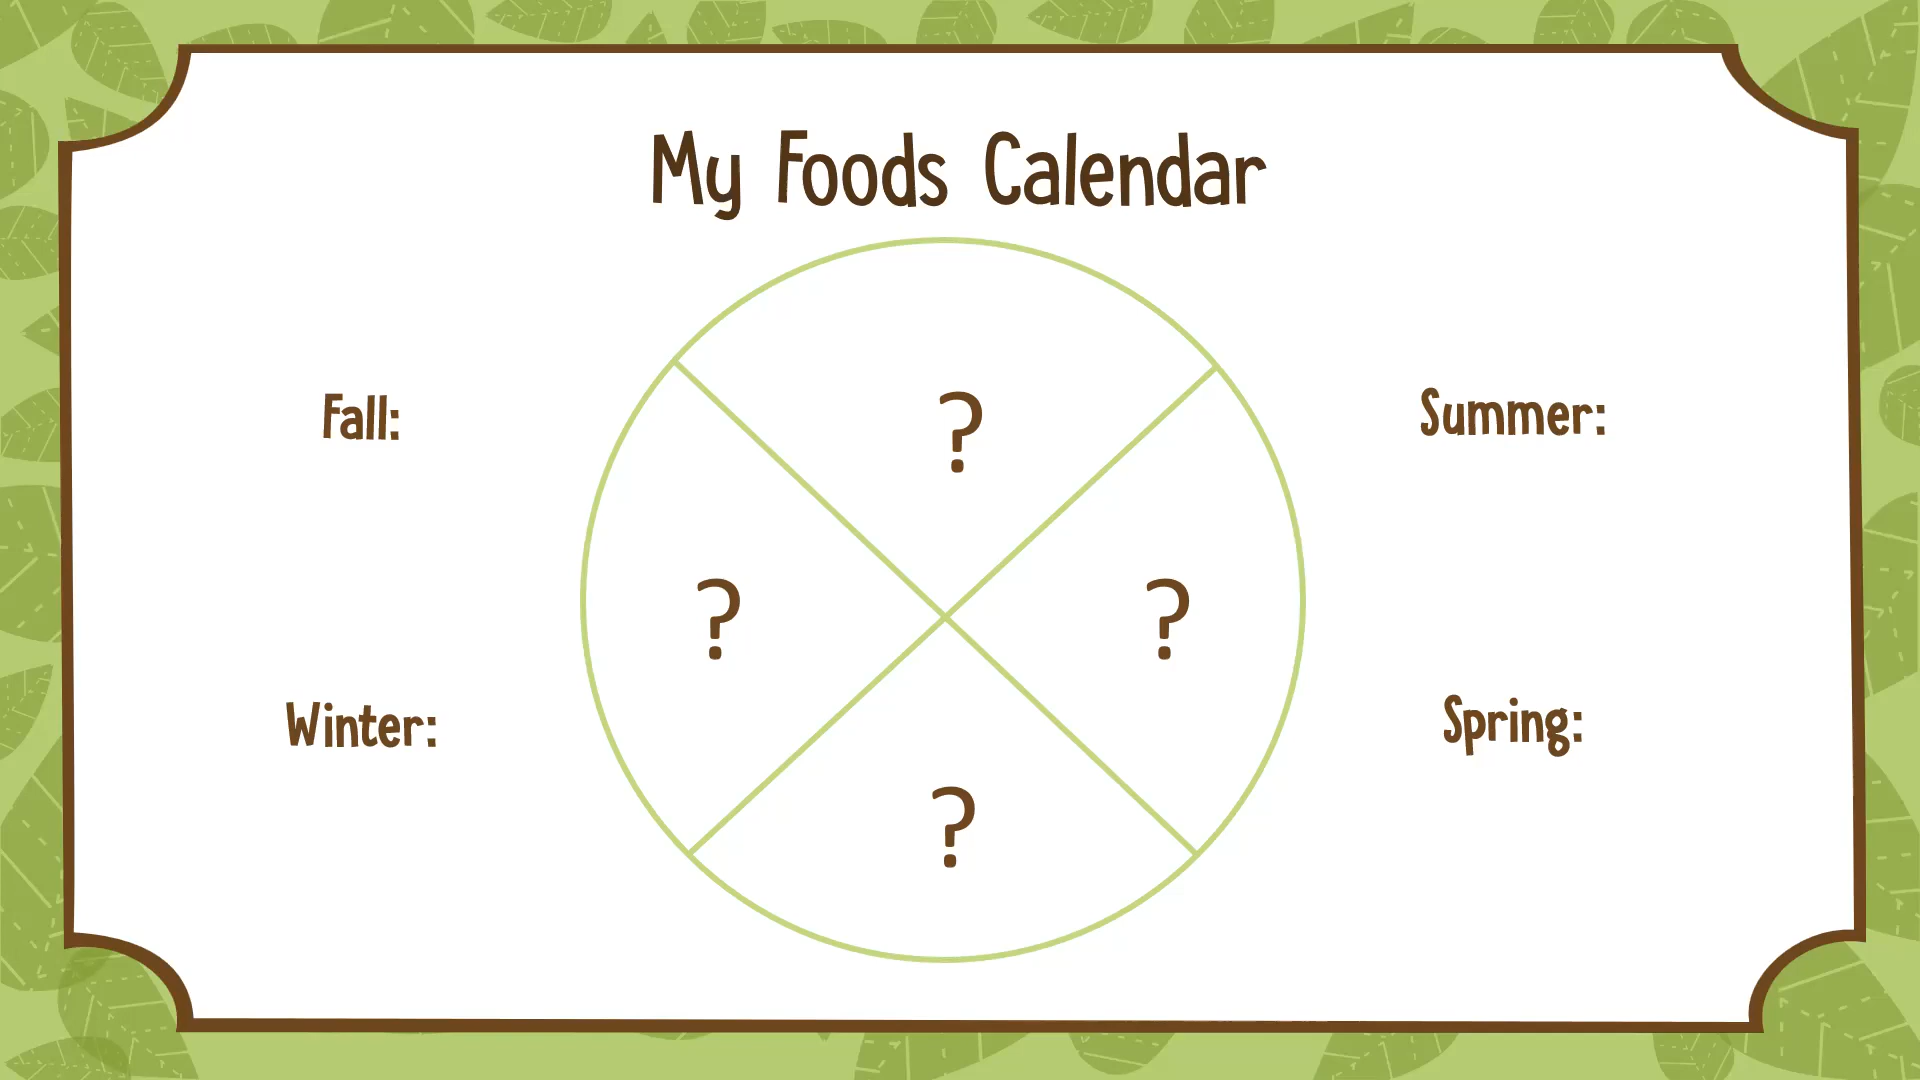 My Foods Calendar
Fall:
Summer:
?
?
?
Winter:
Spring:
?